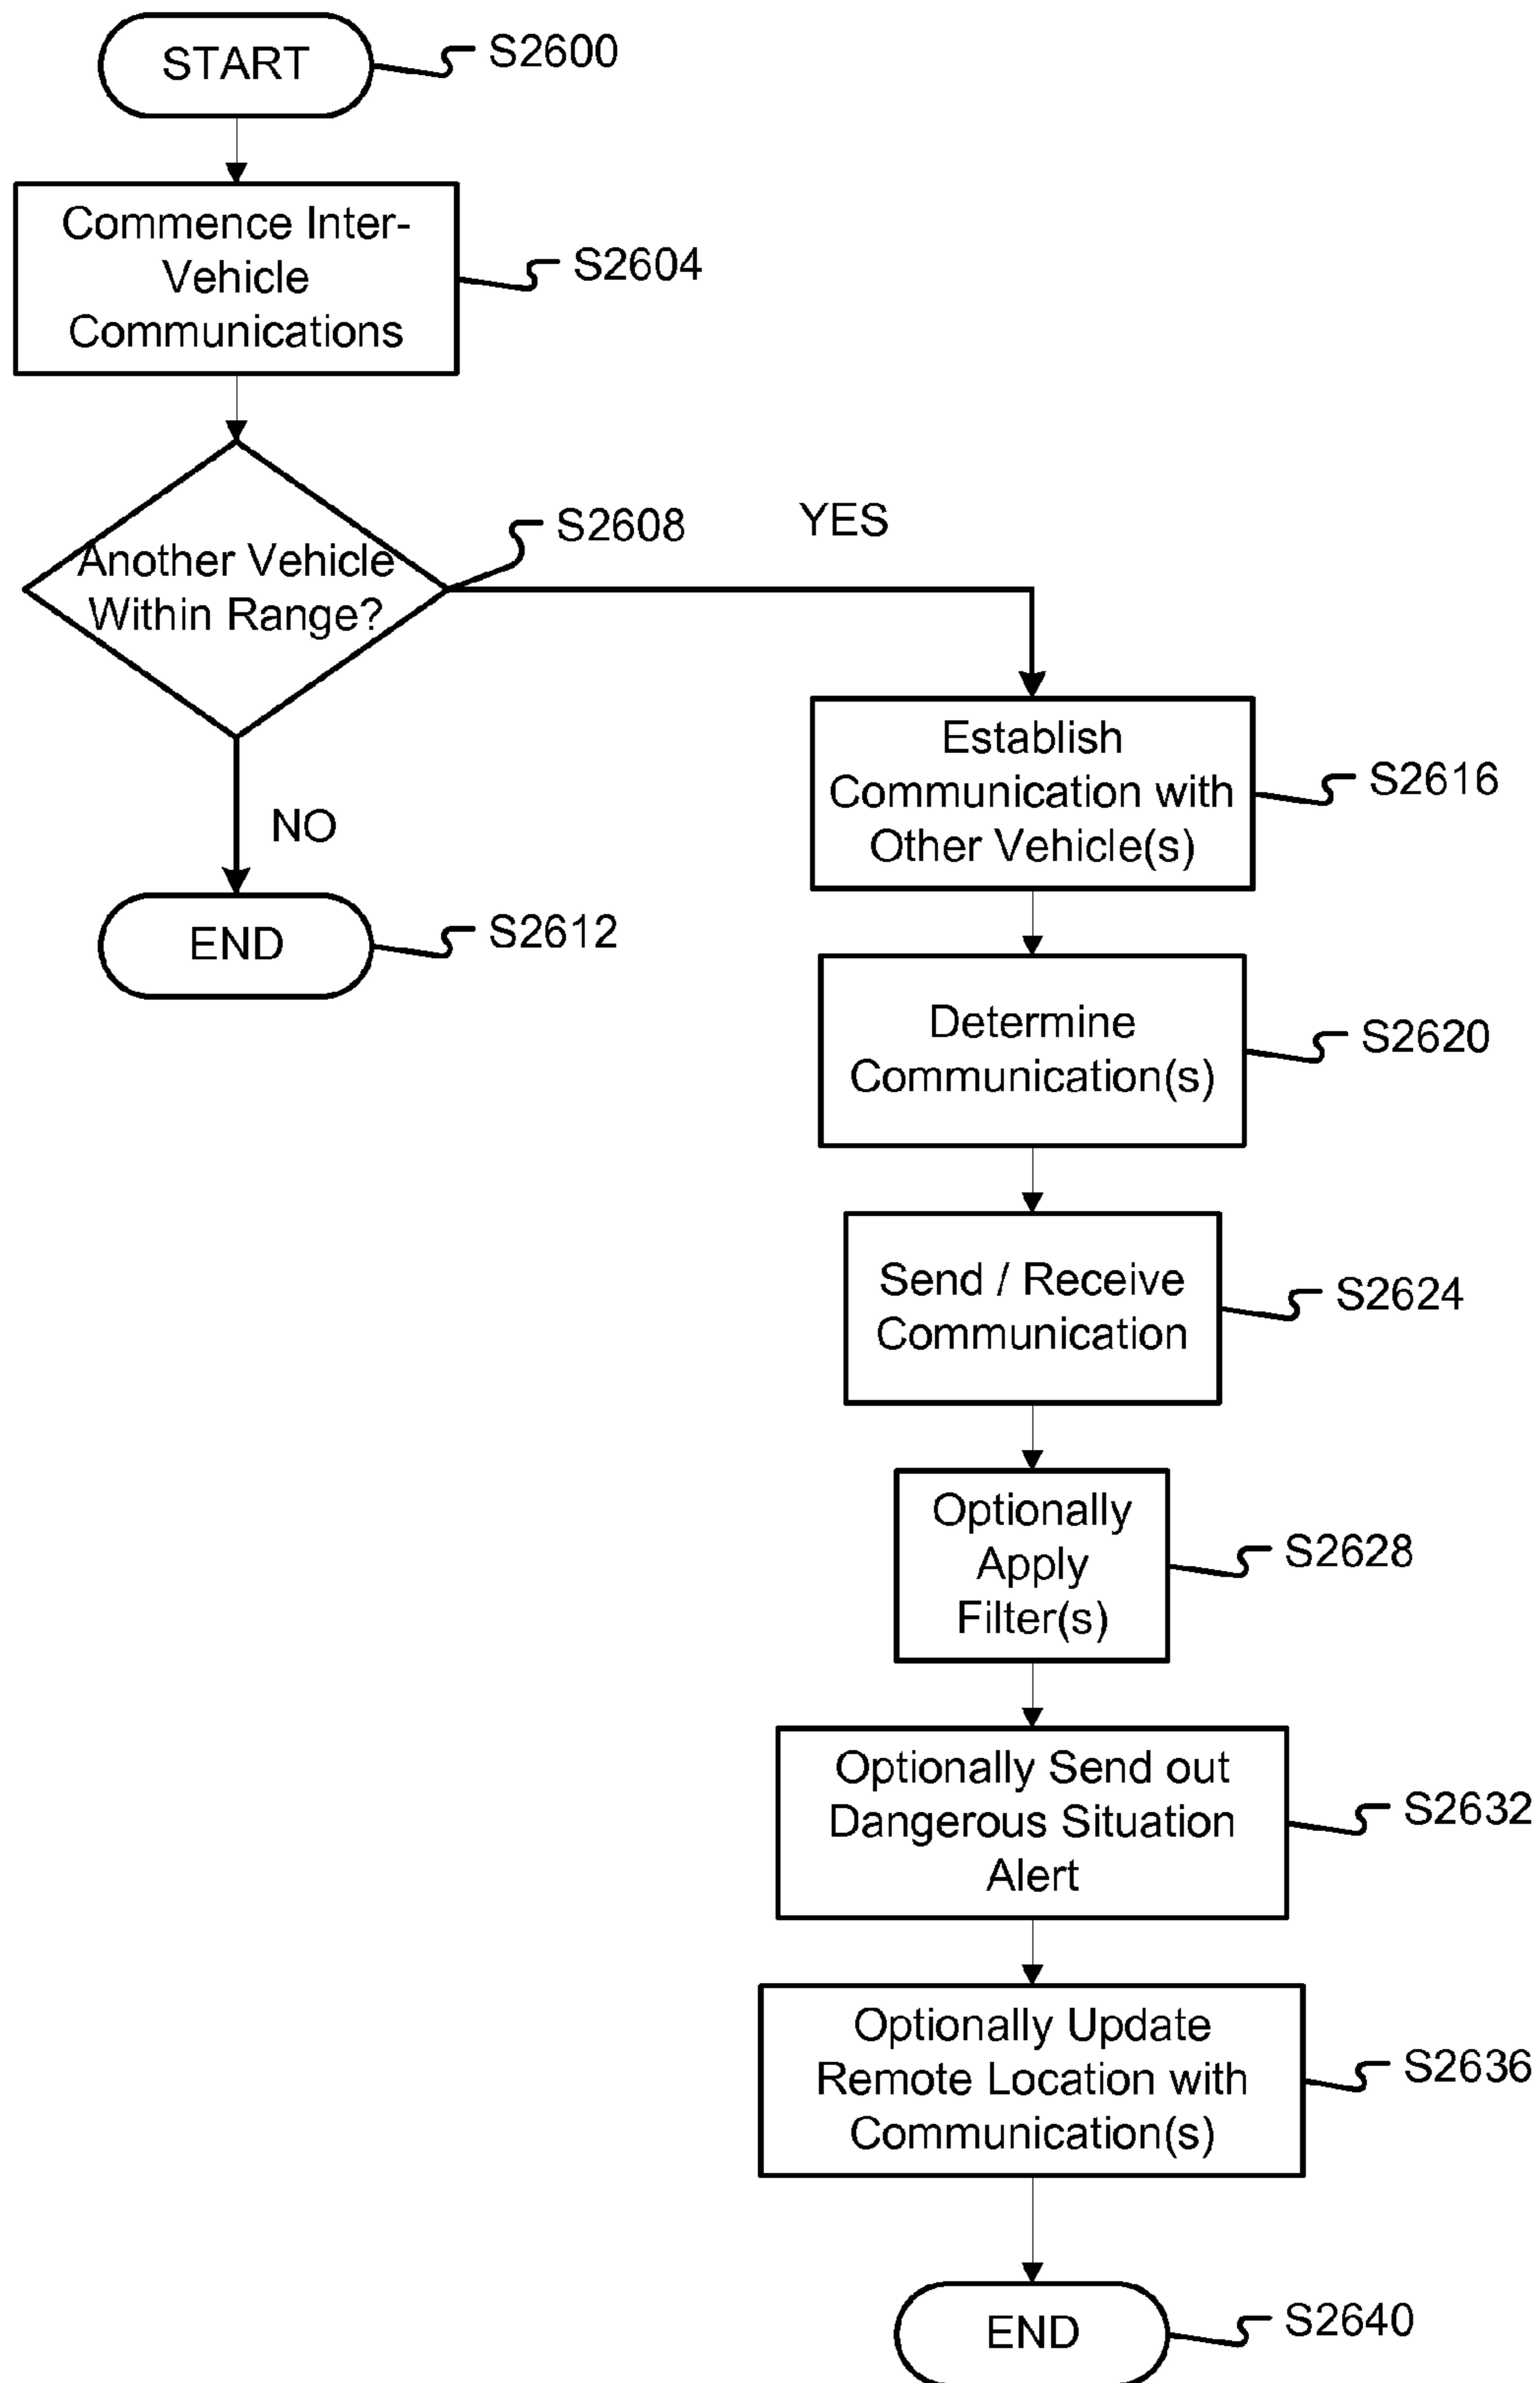 START
S2600
Commence Inter-
Vehicle
Communications
S2604
Another Vehicle
Within Range?
S2608
YES
NO
END
S2612
Establish
Communication with
Other Vehicle(s)
S2616
Determine
Communication(s)
S2620
Send / Receive
Communication
S2624
Optionally
Apply
Filter(s)
S2628
Optionally Send out
Dangerous Situation
Alert
S2632
Optionally Update
Remote Location with
Communication(s)
S2636
END
S2640